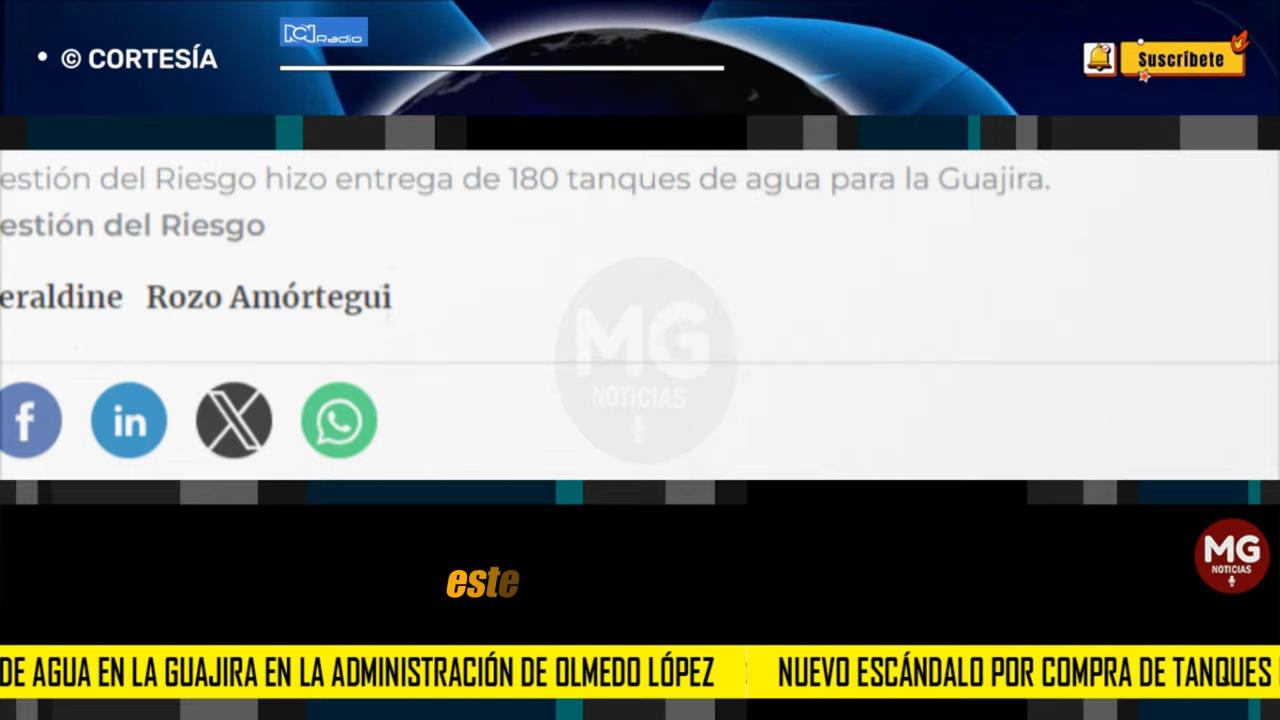 RCN Radio
• © CORTESÍA
Suscríbete
estión del Riesgo hizo entrega de 180 tanques de agua para la Guajira.
estión del Riesgo
eraldine Rozo Amórtegui
MG
NOTICIAS
f in X
este
MG
NOTICIAS
DE AGUA EN LA GUAJIRA EN LA ADMINISTRACIÓN DE OLMEDO LÓPEZ NUEVO ESCÁNDALO POR COMPRA DE TANQUES